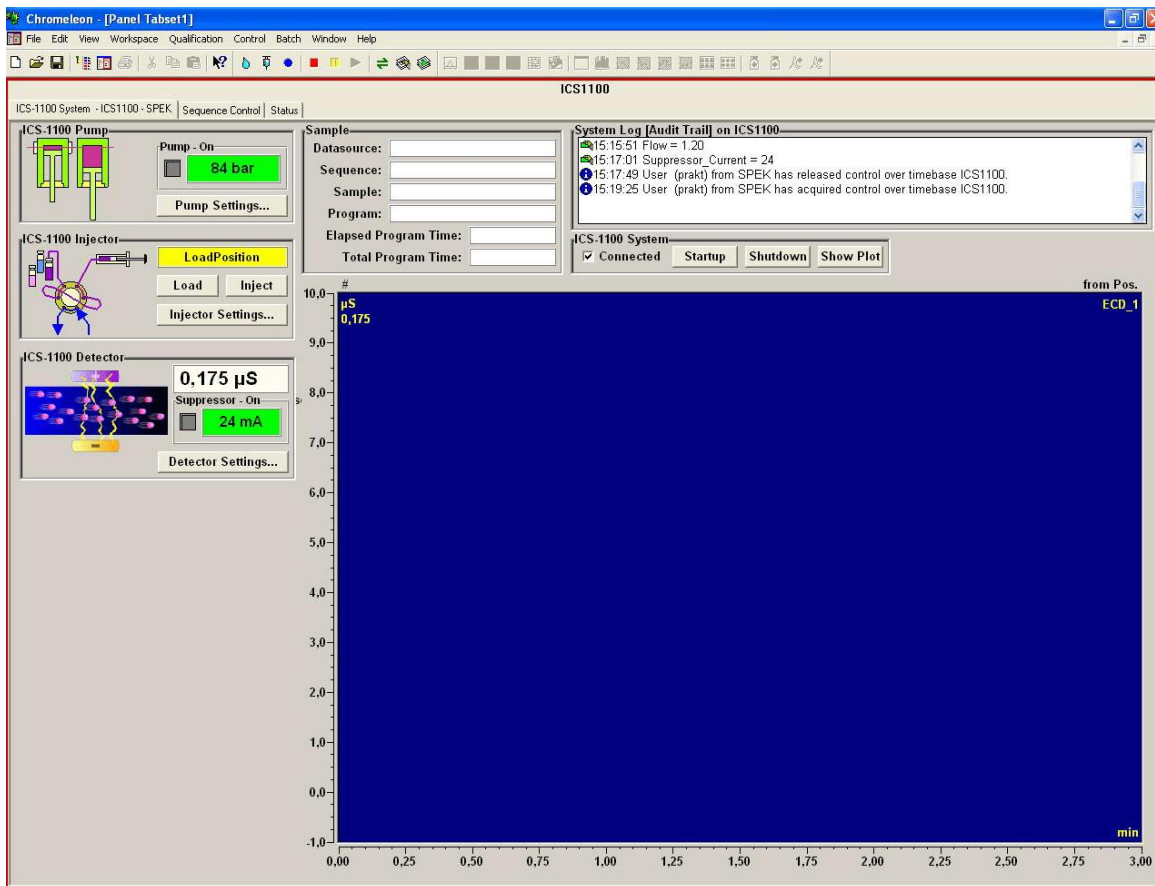 Chromeleon - [Panel Tabset1]
File Edit View Workspace Qualification Control Batch Window Help
ICS1100
ICS-1100 System - ICS1100 - SPEK Sequence Control Status
ICS-1100 Pump
Pump - On
84 bar
Pump Settings...
ICS-1100 Injector
LoadPosition
Load Inject
Injector Settings...
ICS-1100 Detector
0,175 µS
Suppressor - On
24 mA
Detector Settings...
Sample
Datasource:
Sequence:
Sample:
Program:
Elapsed Program Time:
Total Program Time:
System Log [Audit Trail] on ICS1100
15:15:51 Flow = 1.20
15:17:01 Suppressor_Current = 24
15:17:49 User (prakt) from SPEK has released control over timebase ICS1100.
15:19:25 User (prakt) from SPEK has acquired control over timebase ICS1100.
ICS-1100 System
Connected Startup Shutdown Show Plot
# from Pos.
10,0
µS ECD_1
0,175
9,0
8,0
7,0
6,0
5,0
4,0
3,0
2,0
1,0
0,0
min
-1,0
0,00 0,25 0,50 0,75 1,00 1,25 1,50 1,75 2,00 2,25 2,50 2,75 3,00